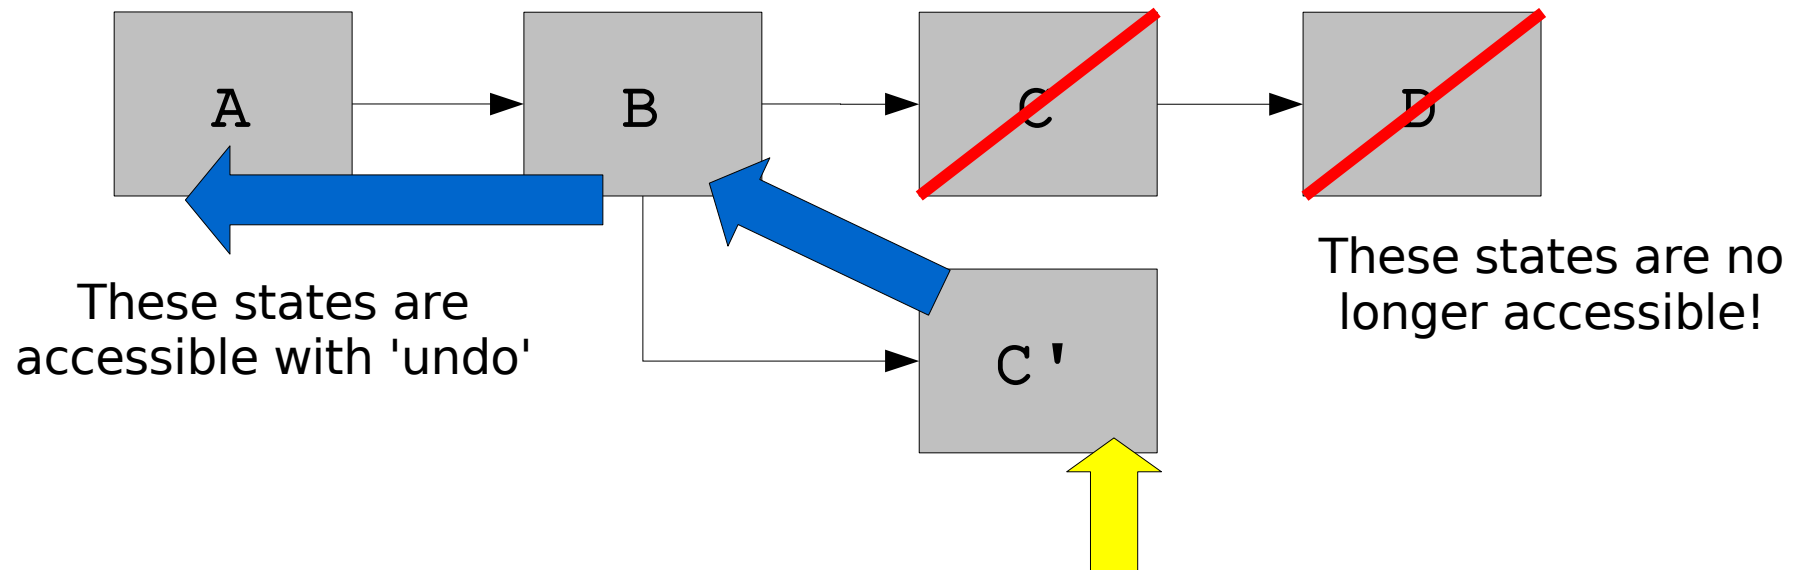 A
B
C
D
These states are
accessible with 'undo'
These states are no
longer accessible!
C'